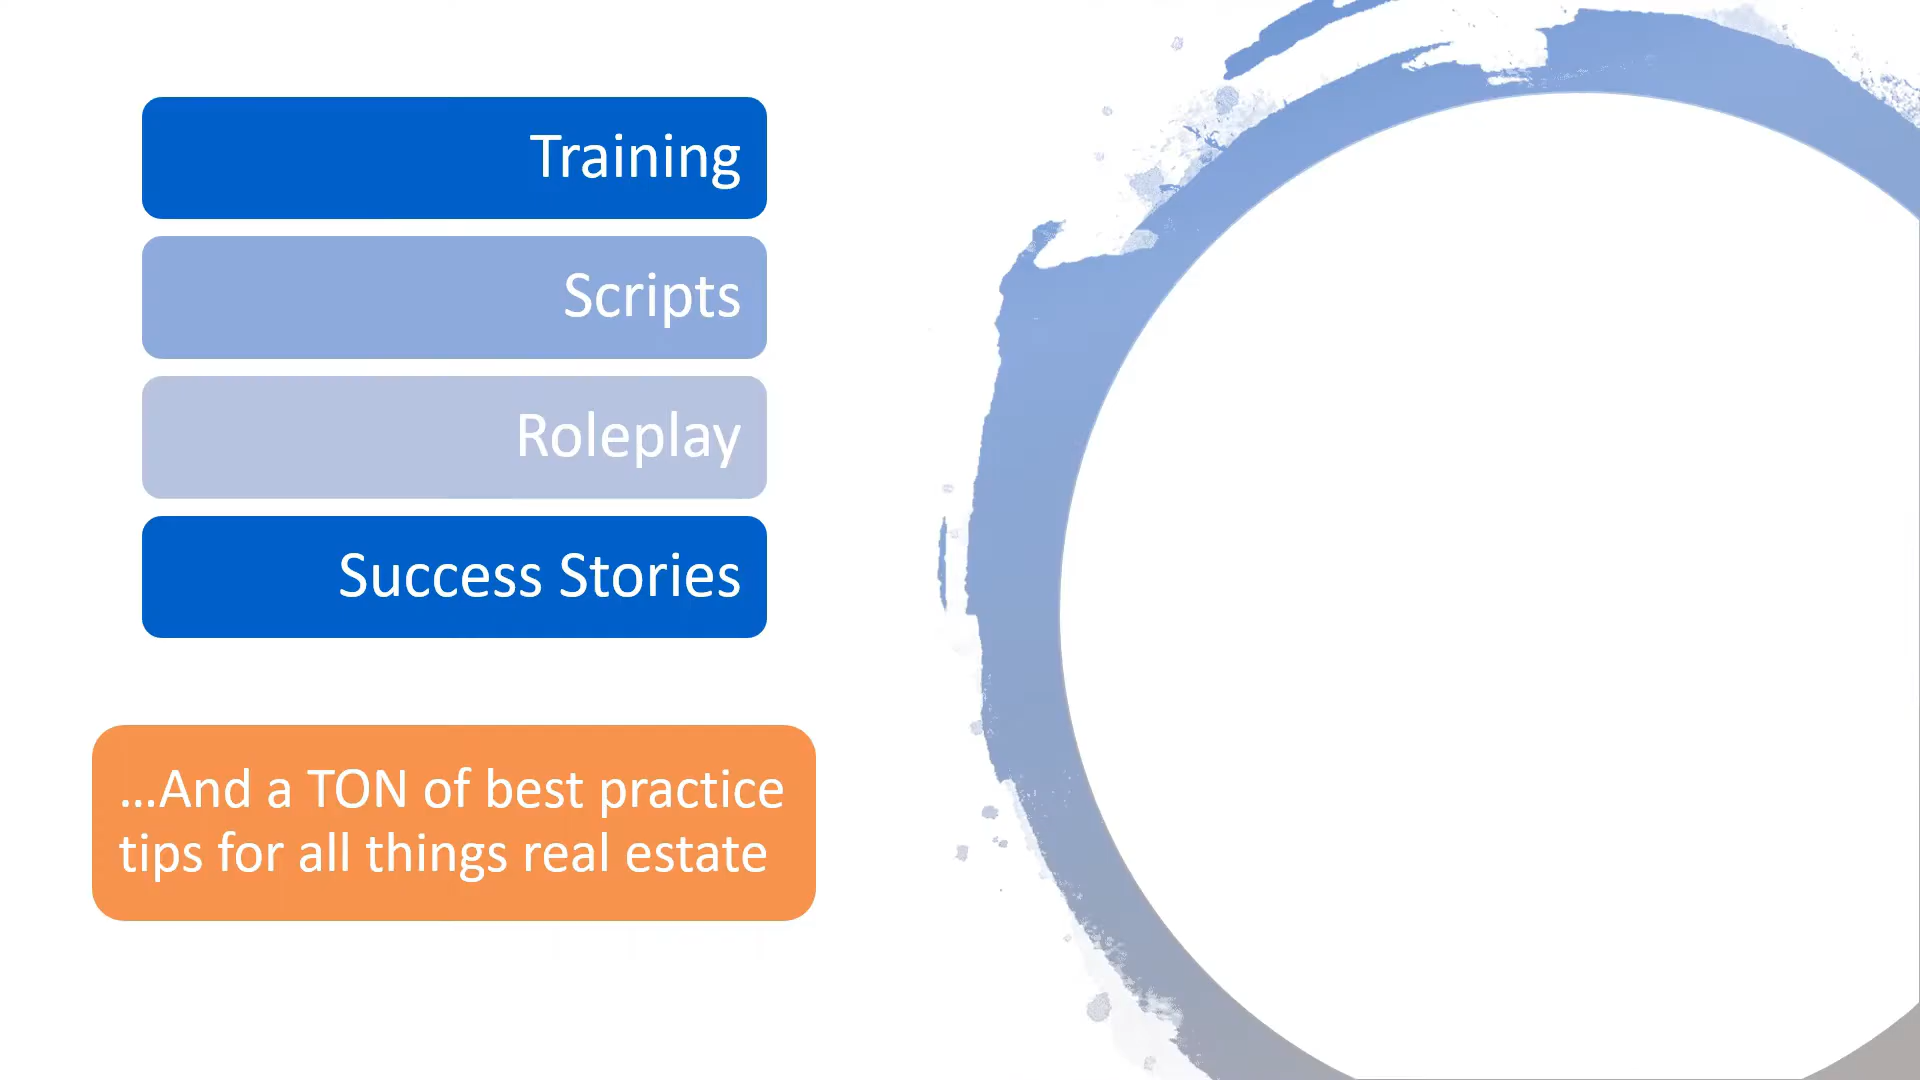 Training
Scripts
Roleplay
Success Stories
...And a TON of best practice
tips for all things real estate